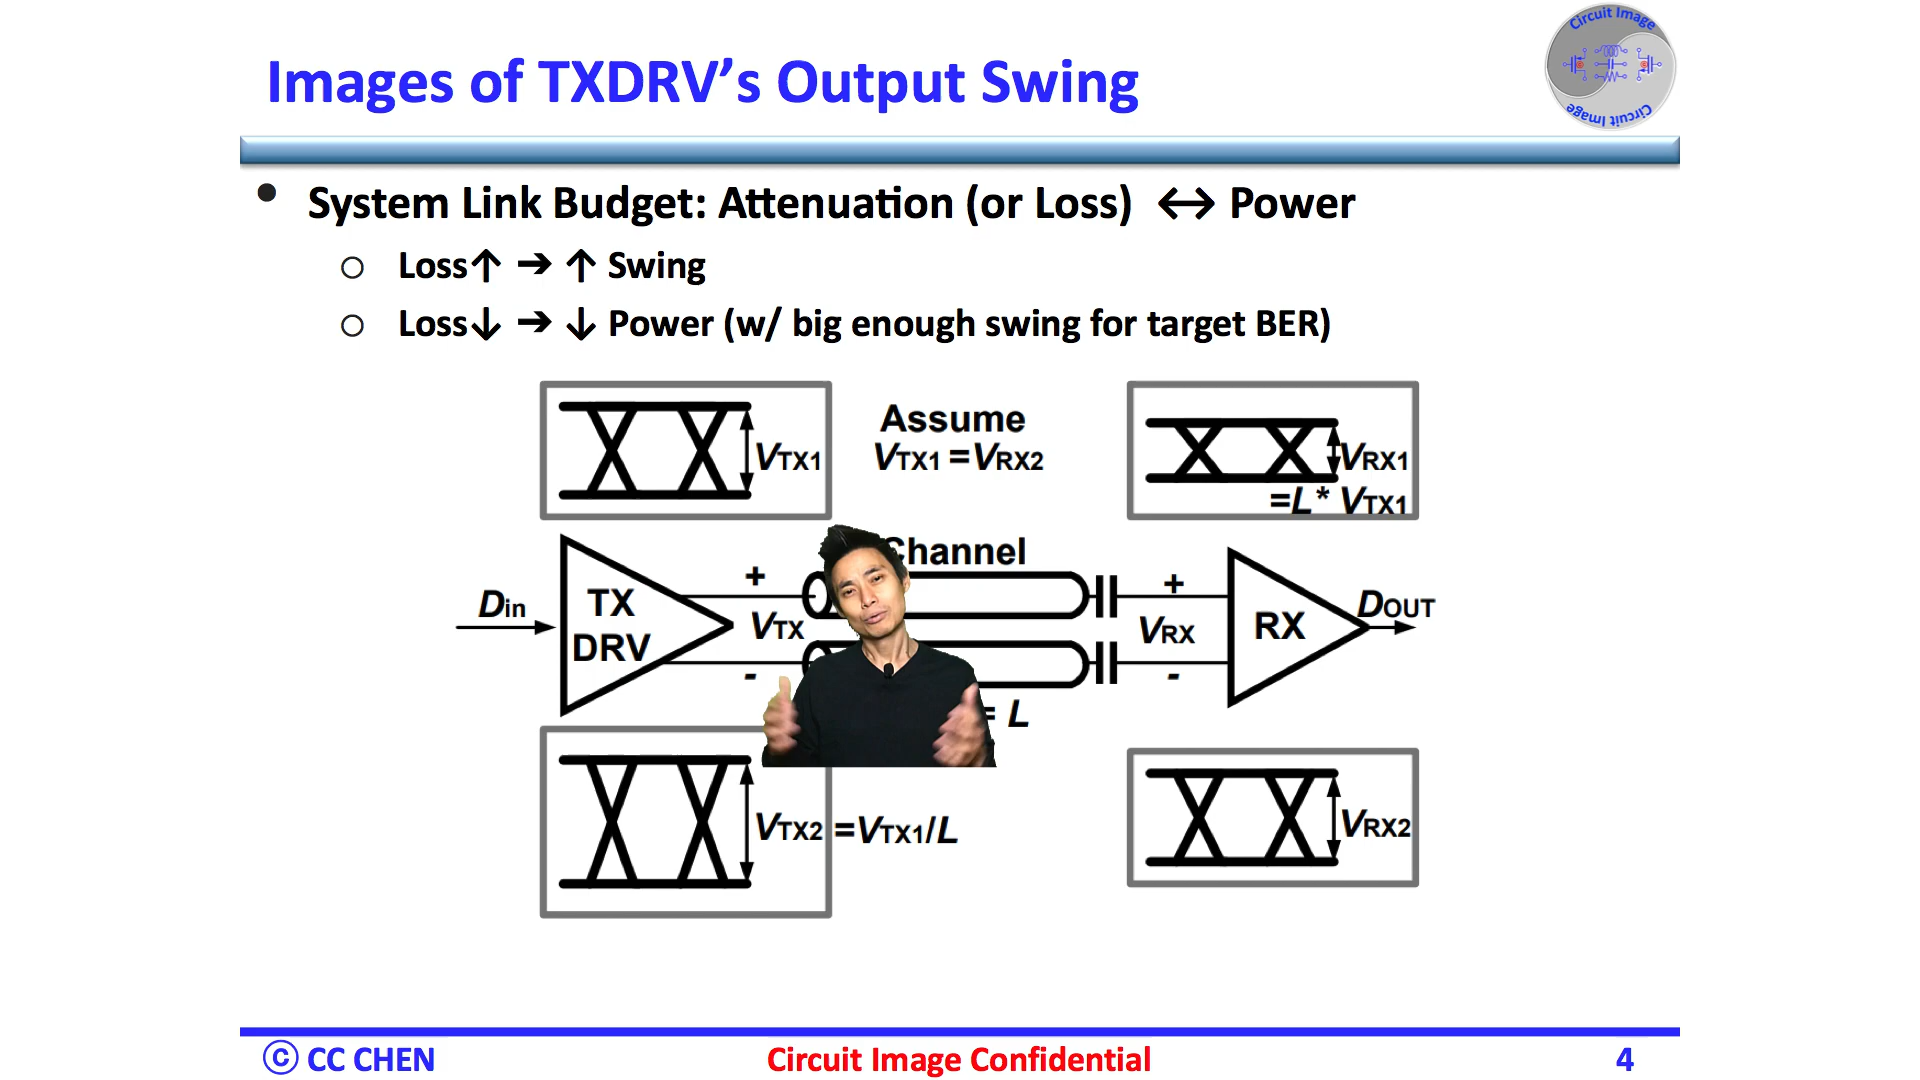 Circuit Image
Circuit Image
Images of TXDRV's Output Swing
• System Link Budget: Attenuation (or Loss) ↔ Power
○ Loss↑ ➔ ↑ Swing
○ Loss↓ ➔ ↓ Power (w/ big enough swing for target BER)
VTX1
Assume
VTX1 =VRX2
VRX1
=L* VTX1
Channel
Din
TX
DRV
+
VTX
-
+
VRX
-
RX
DOUT
= L
VTX2 =VTX1/L
VRX2
© CC CHEN
Circuit Image Confidential
4